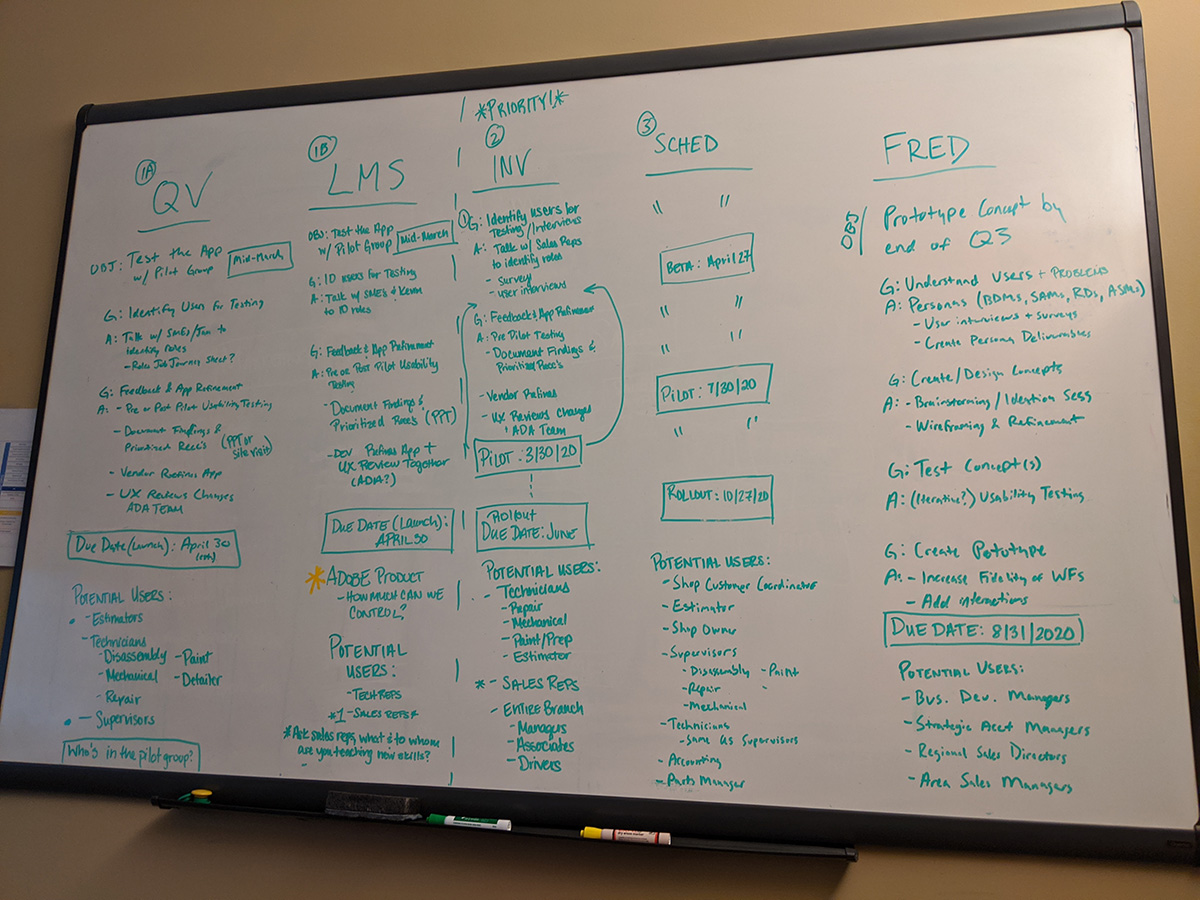 1A
QV
OBJ: Test the App
w/ Pilot Group
Mid-March
G: Identify Users for Testing
A: Talk w/ SMEs/Jan to
identify roles
- Roles Job Journey Sheet?
G: Feedback & App Refinement
A: - Pre or Post Pilot Usability Testing
- Document Findings &
Prioritized Recc's (PPT or
site visit)
- Vendor Refines App
- UX Reviews Changes
ADA TEAM
Due Date (Launch): April 30
POTENTIAL USERS:
- Estimators
- Technicians
- Disassembly - Paint
- Mechanical - Detailer
- Repair
- Supervisors
Who's in the pilot group?
1B
LMS
OBJ: Test the App
w/ Pilot Group
Mid-March
G: 10 users for Testing
A: Talk w/ SMEs &
to 10 roles
G: Feedback & App Refinement
A: Pre or Post Pilot Usability
Testing
- Document Findings &
Prioritized Recc's (PPT)
- Dev Refines App +
UX Review Together
DUE DATE (Launch):
APRIL 30
*ADOBE PRODUCT
- HOW MUCH CAN WE
CONTROL?
POTENTIAL
USERS:
- TECH REPS
*1 - SALES REPS
*Ask sales reps, what & to whom
are you teaching new skills?
-
*PRIORITY!*
2
INV
1
G: Identify users for
Testing/Interviews
A: Talk w/ Sales Reps
to identify roles
- Survey
- user interviews
G: Feedback & App Refinement
A: Pre Pilot Testing
- Document Findings &
Prioritized Recc's
- Vendor Refines
- UX Reviews Changes
ADA TEAM
PILOT: 3/30/20
Rollout
DUE DATE: JUNE
POTENTIAL USERS:
- Technicians
- Repair
- Mechanical
- Paint/Prep
- Estimator
* - SALES REPS
- ENTIRE BRANCH
- Managers
- Associates
- Drivers
3
SCHED
" "
BETA: April 27
" "
" "
PILOT: 7/30/20
" "
ROLLOUT: 10/27/20
POTENTIAL USERS:
- Shop Customer Coordinator
- Estimator
- Shop Owner
- Supervisors
- Disassembly - Paint
- Repair -
- Mechanical
- Technicians
- Same as Supervisors
- Accounting
- Parts Manager
FRED
OBJ
Prototype Concept by
end of Q3
G: Understand Users + PROBLEMS
A: Personas (BDMs, SAMs, RDs, ASMs)
- User interviews + surveys
- Create Persona Deliverables
G: Create/Design Concepts
A: - Brainstorming/Ideation Sess
- Wireframing & Refinement
G: Test Concept(s)
A: (Iterative?) Usability Testing
G: Create Pototype
A: - Increase Fidelity of WFs
- Add interactions
DUE DATE: 8/31/2020
POTENTIAL USERS:
- Bus. Dev. Managers
- Strategic Acct Managers
- Regional Sales Directors
- Area Sales Managers